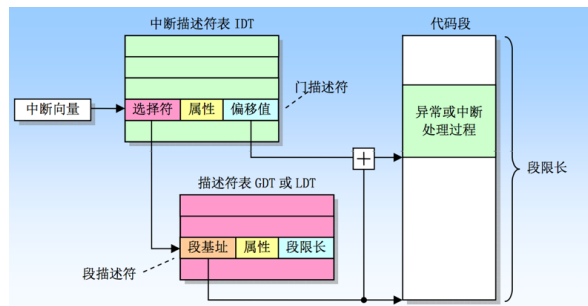 中断描述符表 IDT
代码段
中断向量
选择符
属性
偏移值
门描述符
异常或中断
处理过程
段限长
描述符表 GDT 或 LDT
段基址
属性
段限长
段描述符